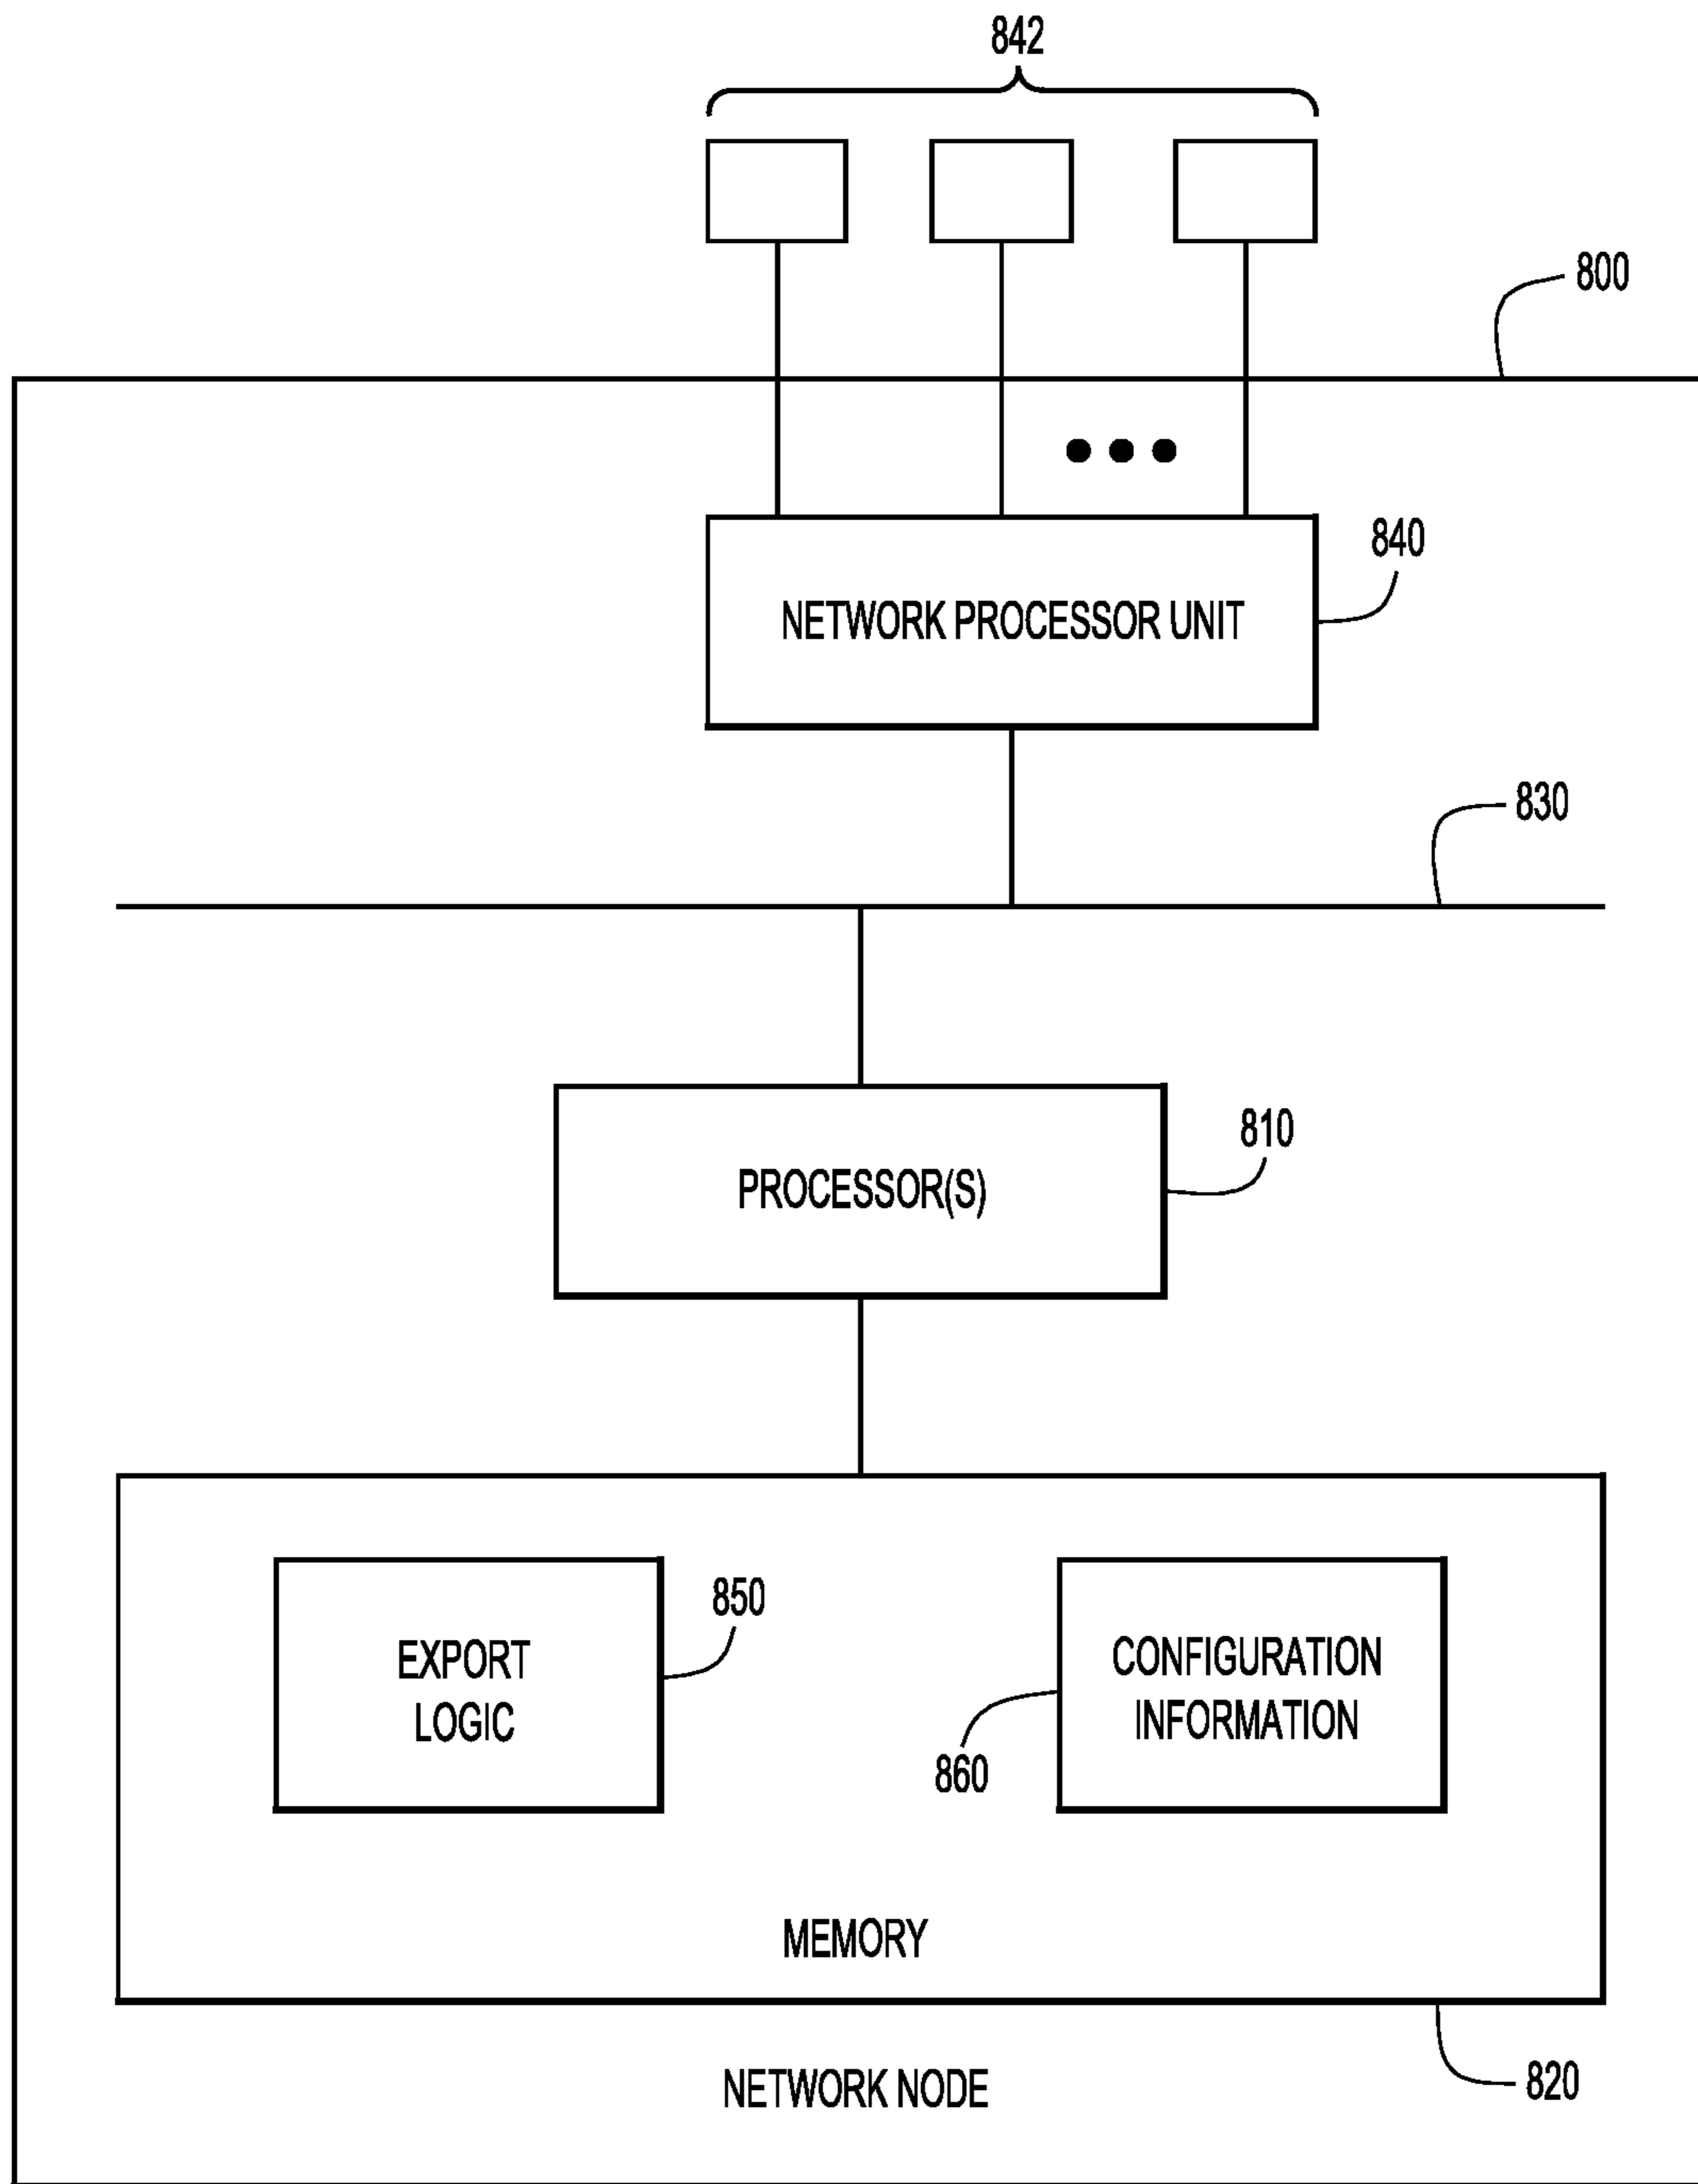 842
800
840
NETWORK PROCESSOR UNIT
830
810
PROCESSOR(S)
850
EXPORT
LOGIC
CONFIGURATION
INFORMATION
860
MEMORY
820
NETWORK NODE